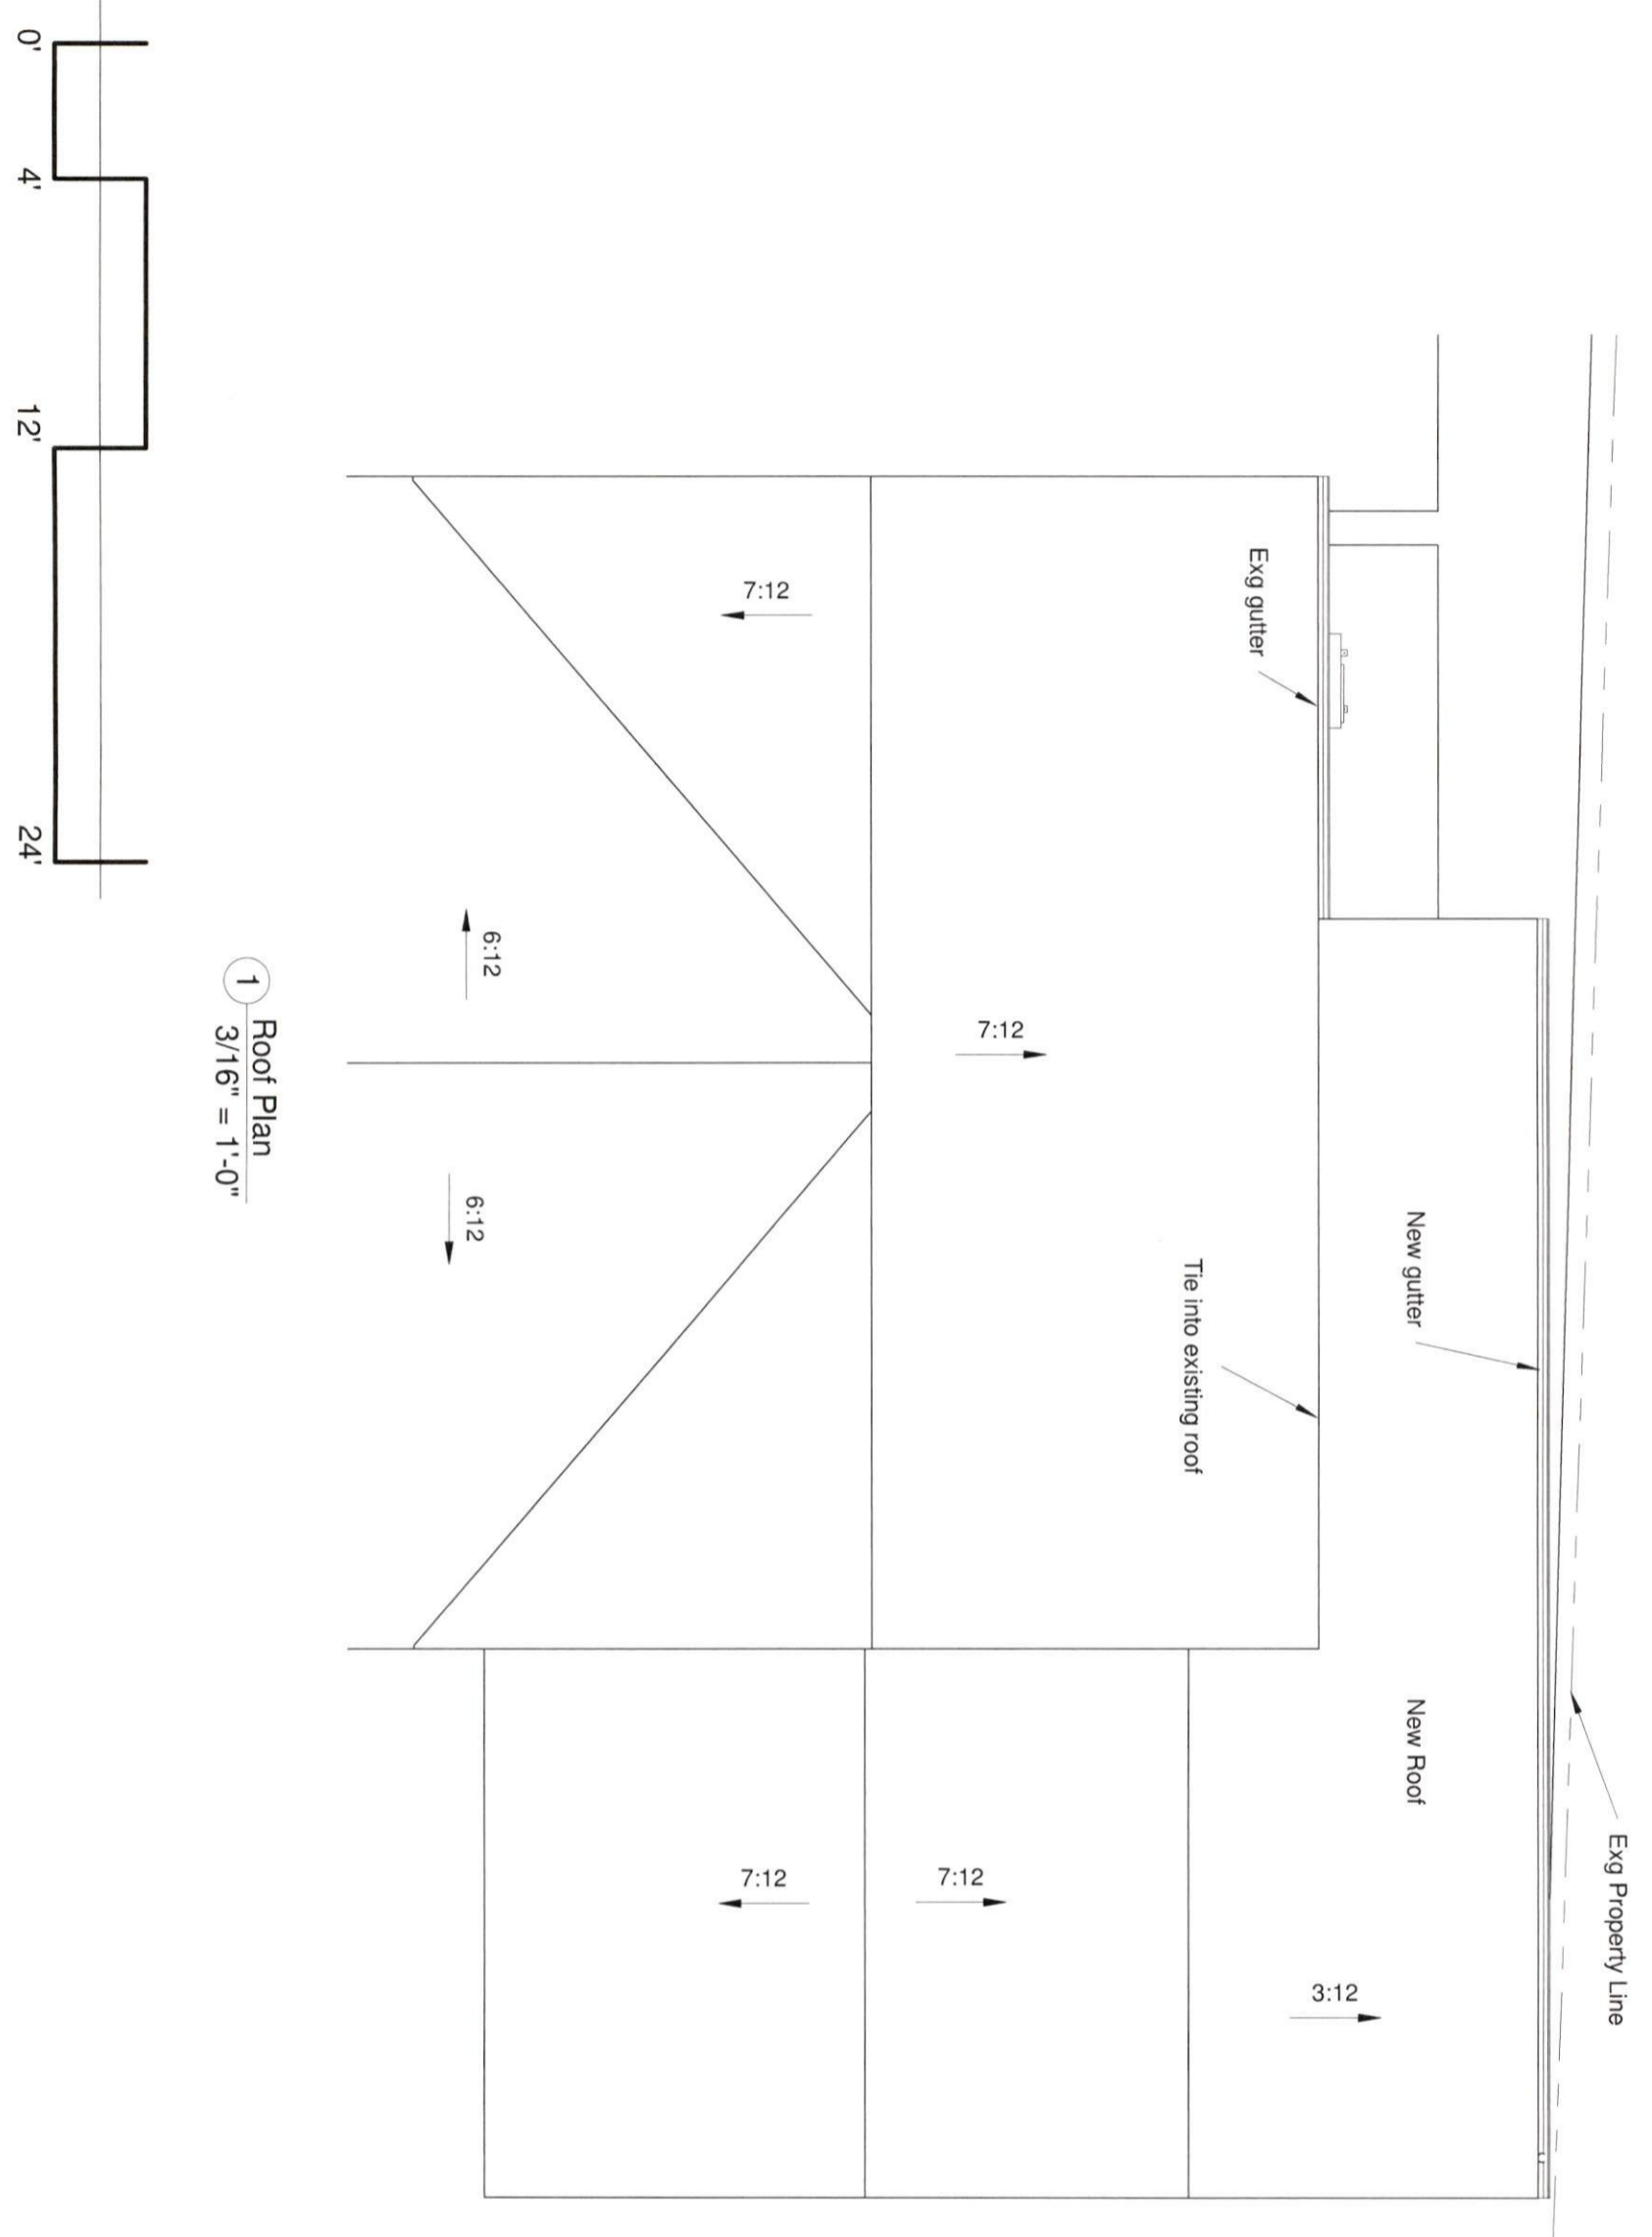 Exg Property Line
New gutter
New Roof
3:12
Exg gutter
Tie into existing roof
7:12
7:12
7:12
7:12
6:12
6:12
1
Roof Plan
3/16" = 1'-0"
0'
4'
12'
24'